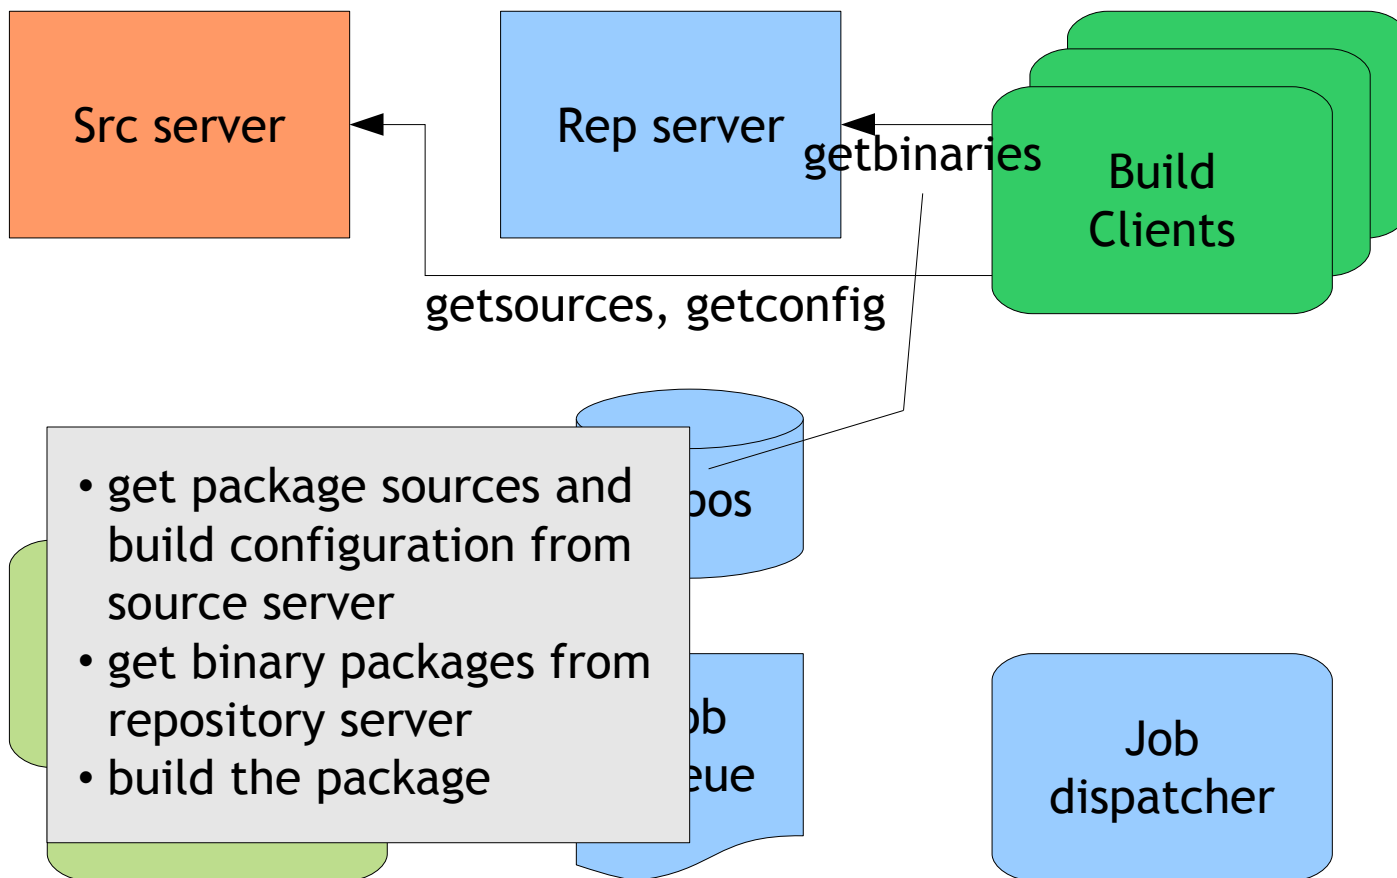 Src server
Rep server
getbinaries
Build
Clients
getsources, getconfig
• get package sources and
build configuration from
source server
• get binary packages from
repository server
• build the package
Job
dispatcher